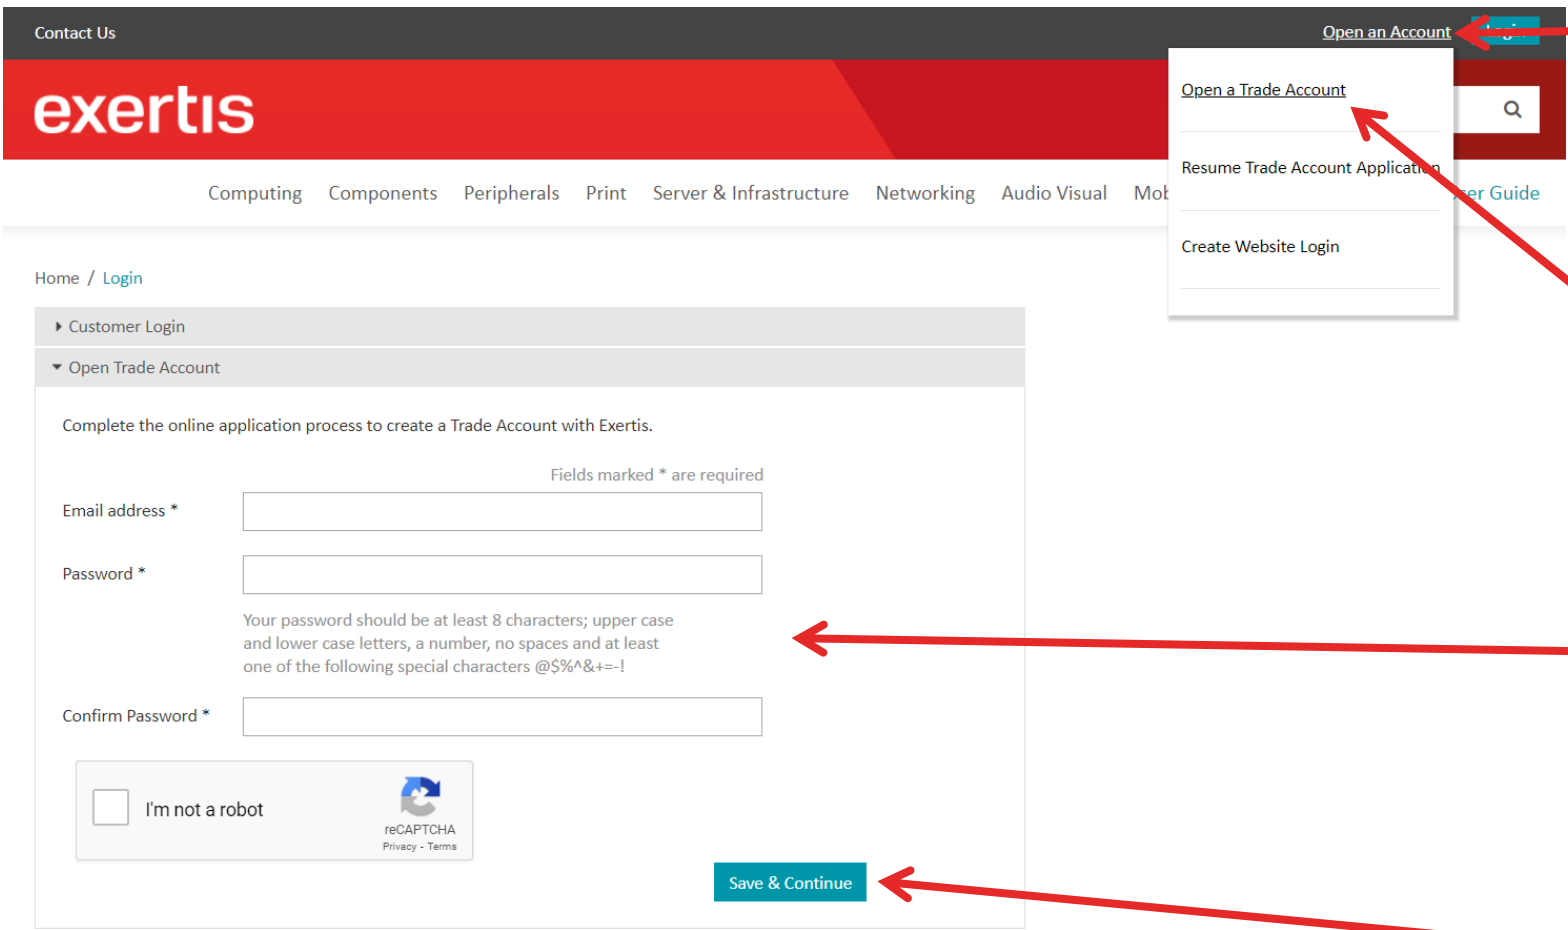 Contact Us
Open an Account
exertis
Open a Trade Account
Resume Trade Account Application
Create Website Login
Computing Components Peripherals Print Server & Infrastructure Networking Audio Visual Guide
Home / Login
Customer Login
Open Trade Account
Complete the online application process to create a Trade Account with Exertis.
Fields marked * are required
Email address *
Password *
Your password should be at least 8 characters; upper case
and lower case letters, a number, no spaces and at least
one of the following special characters @$%^&+=-!
Confirm Password *
I'm not a robot
reCAPTCHA
Privacy - Terms
Save & Continue